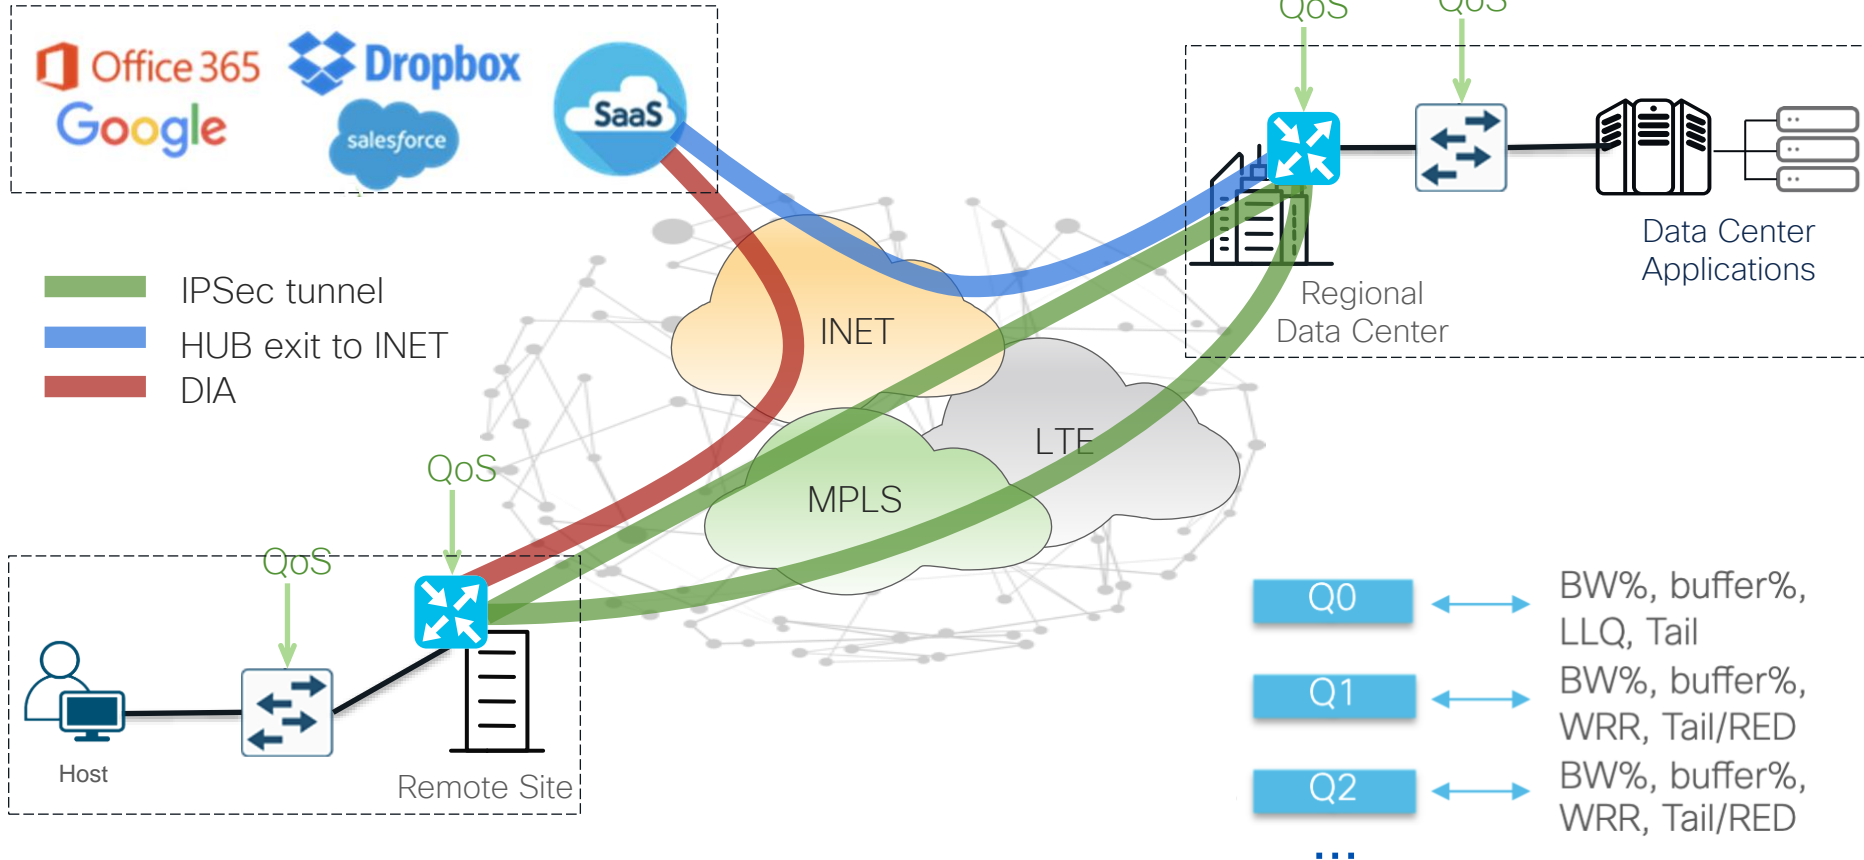 Office 365
Dropbox
Google
salesforce
SaaS
QoS
QoS
Data Center
Applications
Regional
Data Center
IPSec tunnel
HUB exit to INET
DIA
INET
LTE
MPLS
QoS
QoS
Host
Remote Site
Q0
BW%, buffer%,
LLQ, Tail
Q1
BW%, buffer%,
WRR, Tail/RED
Q2
BW%, buffer%,
WRR, Tail/RED
...